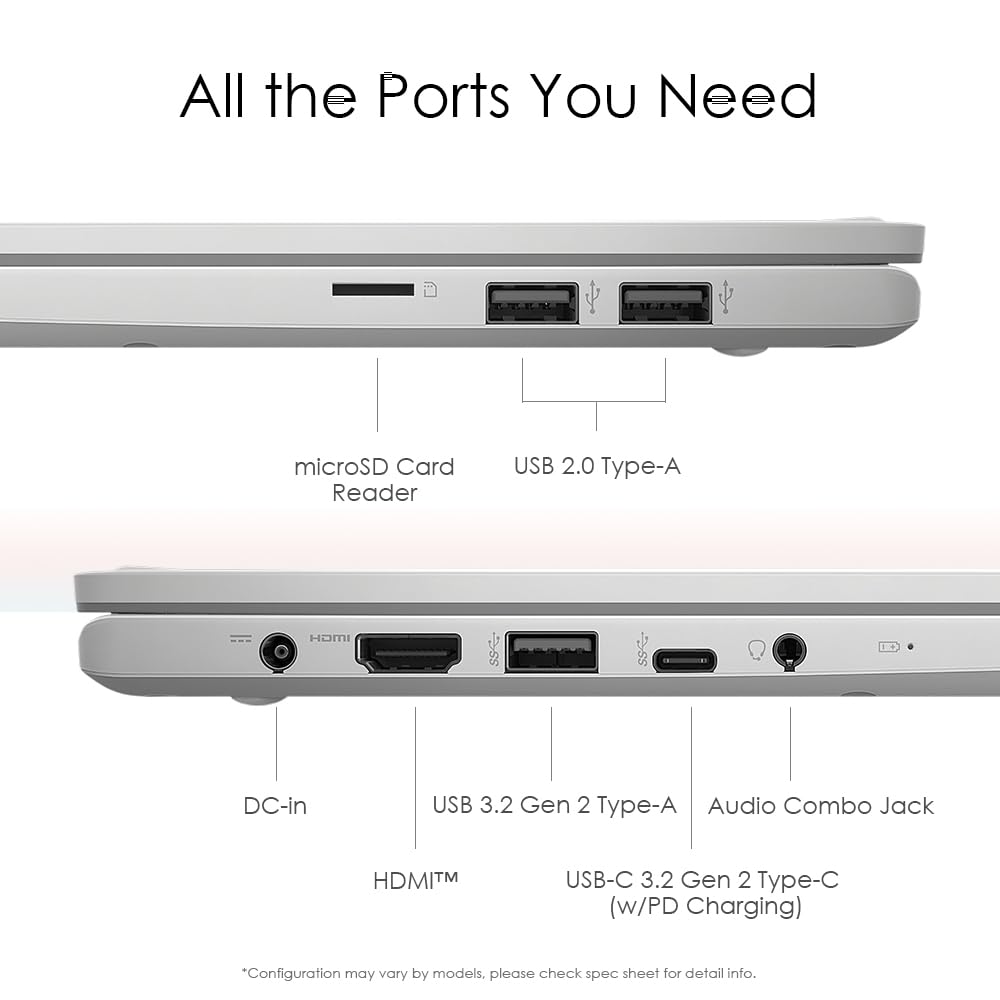 All the Ports You Need
microSD Card
Reader
USB 2.0 Type-A
HDMI
SS
SS
DC-in
USB 3.2 Gen 2 Type-A
Audio Combo Jack
HDMI™
USB-C 3.2 Gen 2 Type-C
(w/PD Charging)
*Configuration may vary by models, please check spec sheet for detail info.